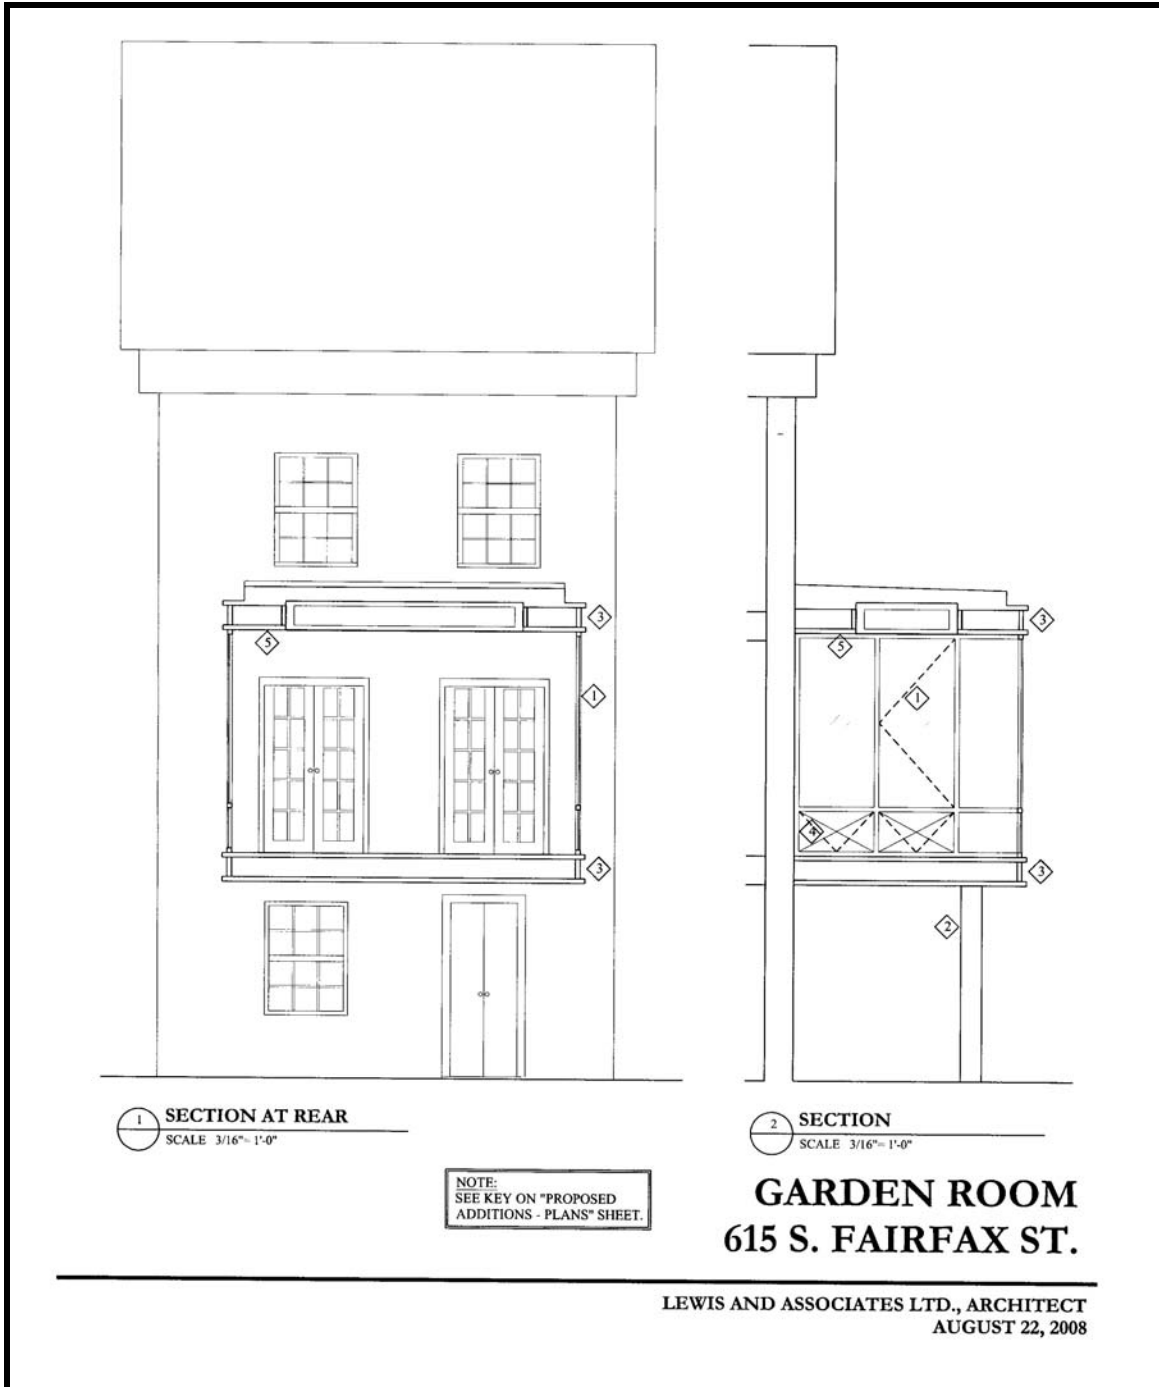 3
5
1
3
3
5
1
4
3
2
1 SECTION AT REAR
SCALE 3/16"= 1'-0"
2 SECTION
SCALE 3/16"= 1'-0"
NOTE:
SEE KEY ON "PROPOSED
ADDITIONS - PLANS" SHEET.
GARDEN ROOM
615 S. FAIRFAX ST.
LEWIS AND ASSOCIATES LTD., ARCHITECT
AUGUST 22, 2008